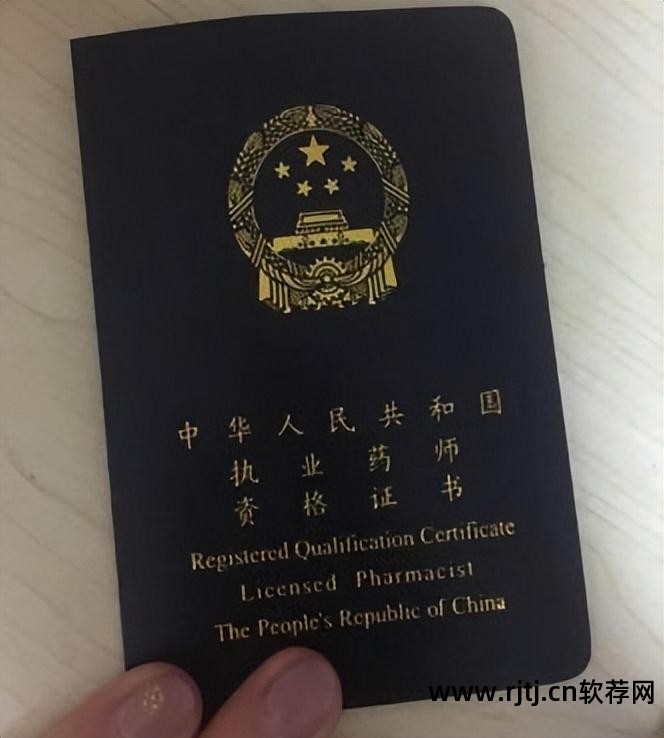 中华人民共和国
执业药师
资格证书
Registered Qualification Certificate
Licensed Pharmacist
The People's Republic of China
www.rjtj.cn软荐网